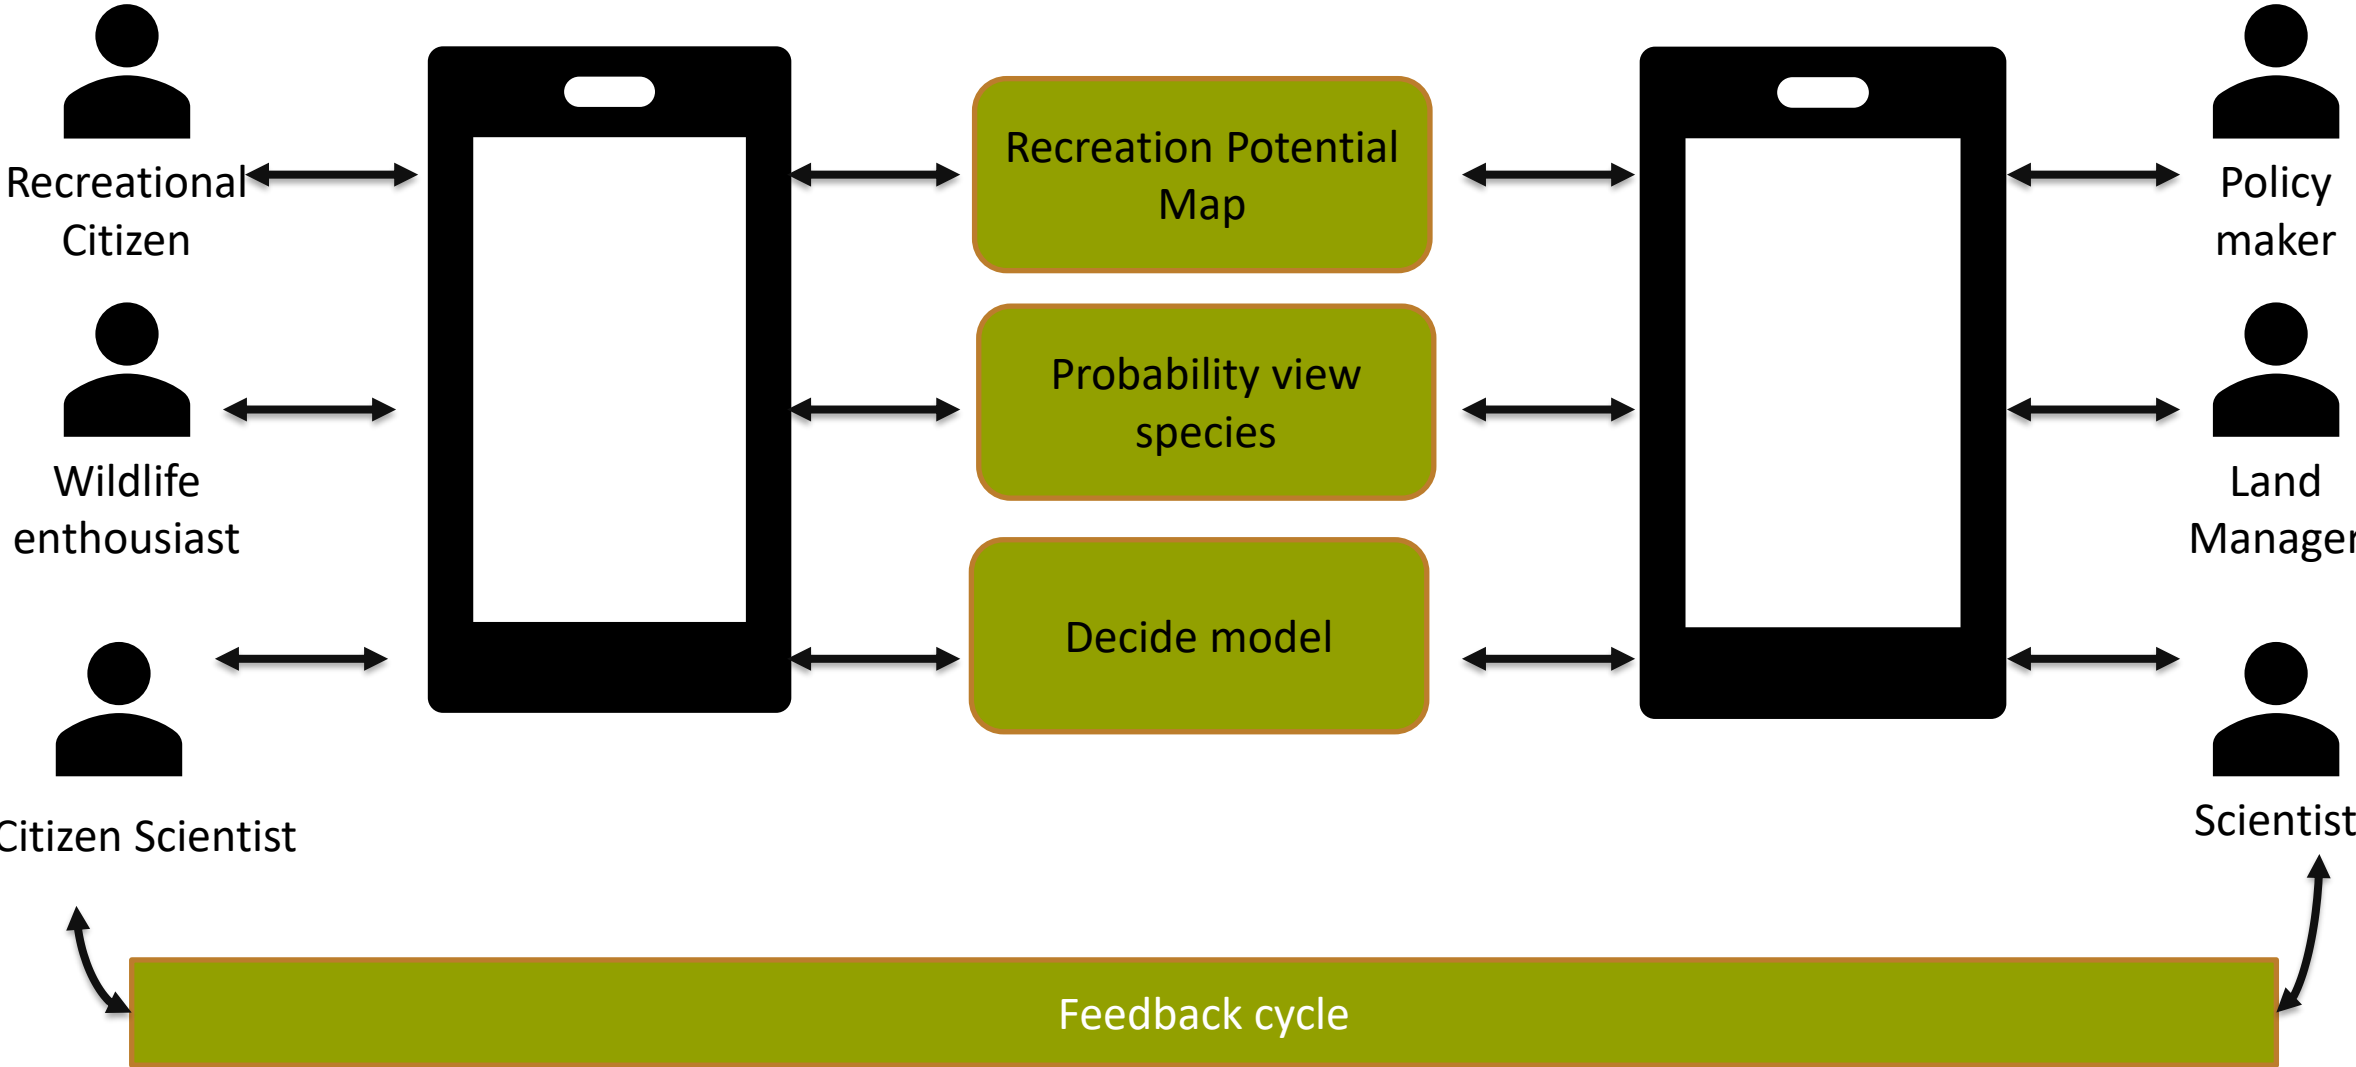 Recreational
Citizen
Recreation Potential
Map
Policy
maker
Wildlife
enthousiast
Probability view
species
Land
Manager
Decide model
Citizen Scientist
Scientist
Feedback cycle